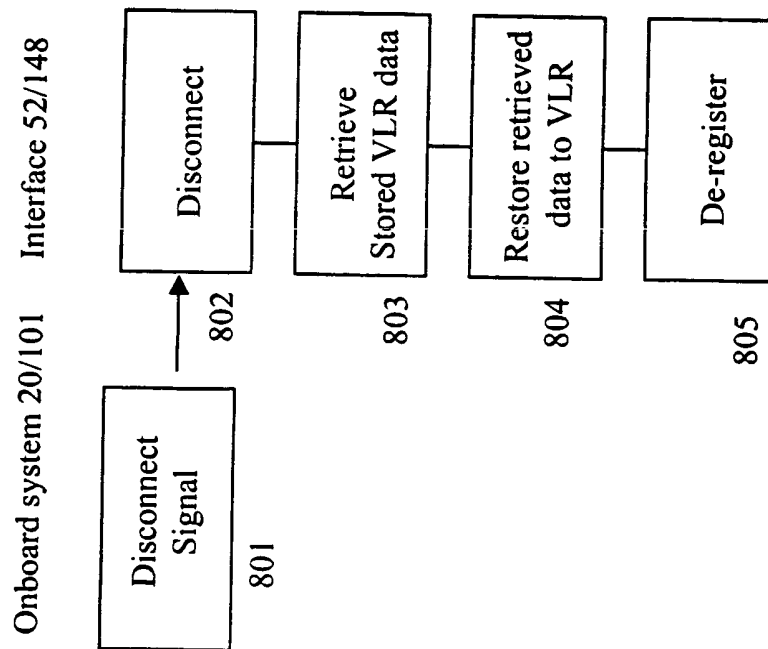 Onboard system 20/101
Interface 52/148
Disconnect
Signal
801
Disconnect
802
Retrieve
Stored VLR data
803
Restore retrieved
data to VLR
804
De-register
805